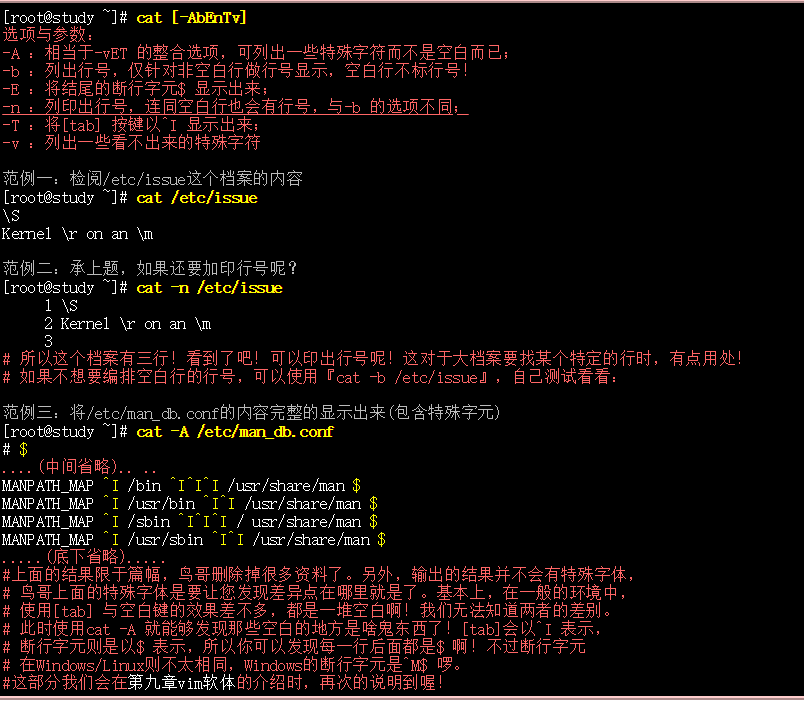 [root@study ~]# cat [-AbEnTv]
选项与参数:
-A : 相当于-vET 的整合选项, 可列出一些特殊字符而不是空白而已;
-b : 列出行号, 仅针对非空白行做行号显示, 空白行不标行号!
-E : 将结尾的断行字元$ 显示出来;
-n : 列印出行号, 连同空白行也会有行号, 与-b 的选项不同;
-T : 将[tab] 按键以^I 显示出来;
-v : 列出一些看不出来的特殊字符
范例一: 检阅/etc/issue这个档案的内容
[root@study ~]# cat /etc/issue
\S
Kernel \r on an \m
范例二: 承上题, 如果还要加印行号呢?
[root@study ~]# cat -n /etc/issue
1 \S
2 Kernel \r on an \m
3
# 所以这个档案有三行! 看到了吧! 可以印出行号呢! 这对于大档案要找某个特定的行时, 有点用处!
# 如果不想要编排空白行的行号, 可以使用『cat -b /etc/issue』, 自己测试看看:
范例三: 将/etc/man_db.conf的内容完整的显示出来(包含特殊字元)
[root@study ~]# cat -A /etc/man_db.conf
# $
....(中间省略).. ..
MANPATH_MAP ^I /bin ^I^I^I /usr/share/man $
MANPATH_MAP ^I /usr/bin ^I^I /usr/share/man $
MANPATH_MAP ^I /sbin ^I^I^I / usr/share/man $
MANPATH_MAP ^I /usr/sbin ^I^I /usr/share/man $
.....(底下省略).....
#上面的结果限于篇幅, 鸟哥删除掉很多资料了。另外, 输出的结果并不会有特殊字体,
# 鸟哥上面的特殊字体是要让您发现差异点在哪里就是了。基本上, 在一般的环境中,
# 使用[tab] 与空白键的效果差不多, 都是一堆空白啊! 我们无法知道两者的差别。
# 此时使用cat -A 就能够发现那些空白的地方是啥鬼东西了! [tab]会以^I 表示,
# 断行字元则是以$ 表示, 所以你可以发现每一行后面都是$ 啊! 不过断行字元
# 在Windows/Linux则不太相同, Windows的断行字元是^M$ 啰。
#这部分我们会在第九章vim软体的介绍时, 再次的说明到喔!